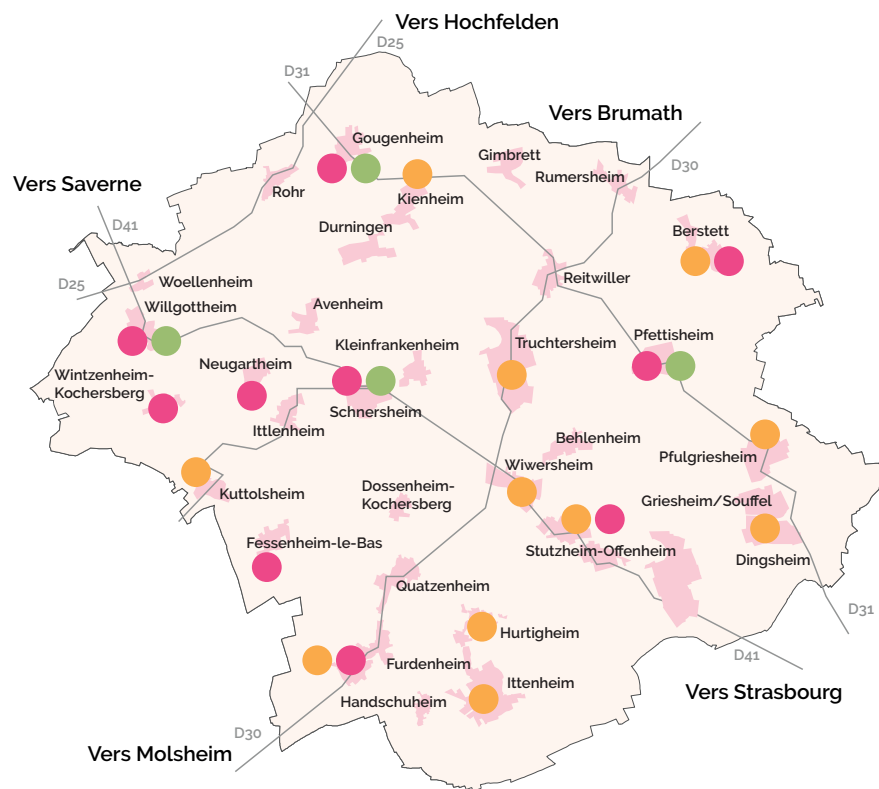 Vers Hochfelden
D25
D31
Vers Brumath
Gougenheim
Gimbrett
D30
Rumersheim
Vers Saverne
Rohr
Kienheim
D41
Durningen
Berstett
D25
Woellenheim
Reitwiller
Willgottheim
Avenheim
Truchtersheim
Pfettisheim
Kleinfrankenheim
Neugartheim
Wintzenheim-
Kochersberg
Schnersheim
Ittlenheim
Behlenheim
Pfulgriesheim
Wiwersheim
Kuttolsheim
Dossenheim-
Kochersberg
Griesheim/Souffel
Fessenheim-le-Bas
Stutzheim-Offenheim
Dingsheim
Quatzenheim
D31
Hurtigheim
D41
Furdenheim
Ittenheim
Vers Strasbourg
Handschuheim
D30
Vers Molsheim